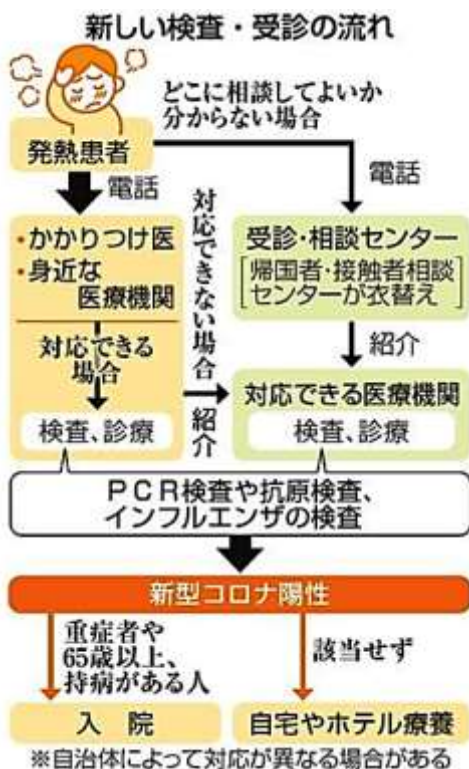 新しい検査・受診の流れ
どこに相談してよいか
分からない場合
発熱患者
電話
電話
・かかりつけ医
・身近な
医療機関
対応できる
場合
検査、診療
対応できない場合
紹介
受診・相談センター
[帰国者・接触者相談
センターが衣替え]
紹介
対応できる医療機関
検査、診療
PCR検査や抗原検査、
インフルエンザの検査
新型コロナ陽性
重症者や
65歳以上、
持病がある人
該当せず
入 院
自宅やホテル療養
※自治体によって対応が異なる場合がある